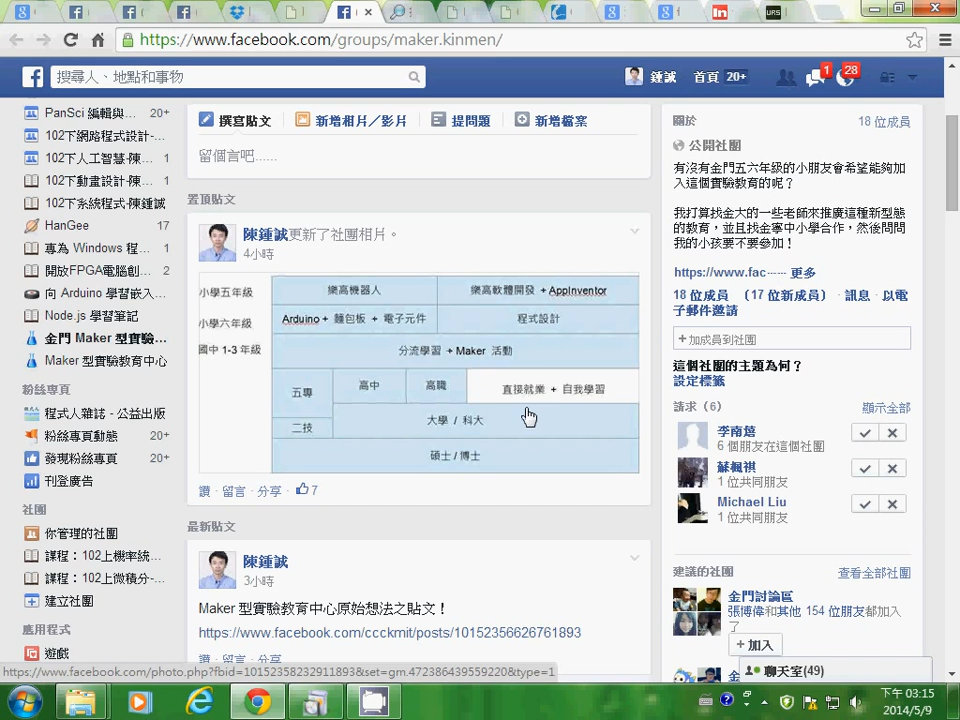 https://www.facebook.com/groups/maker.kinmen/
搜尋人、地點和事物
鍾誠 首頁 20+
1
28
PanSci 編輯與... 20+
102下網路程式設計-...
102下人工智慧-陳... 1
102下動畫設計-陳... 1
102下系統程式-陳鍾誠
HanGee 17
專為 Windows 程... 1
開放FPGA電腦創... 2
向 Arduino 學習嵌入...
Node.js 學習筆記
金門 Maker 型實驗...
Maker 型實驗教育中心
粉絲專頁
程式人雜誌 - 公益出版
粉絲專頁動態 20+
發現粉絲專頁 20+
刊登廣告
社團
你管理的社團
課程：102上機率統...
課程：102上微積分-...
建立社團
應用程式
遊戲
撰寫貼文 新增相片／影片 提問題 新增檔案
留個言吧......
置頂貼文
陳鍾誠更新了社團相片。
4小時
小學五年級 樂高機器人 樂高軟體開發 + AppInventor
小學六年級 Arduino + 麵包板 + 電子元件 程式設計
國中 1-3 年級 分流學習 + Maker 活動
五專 高中 高職 直接就業 + 自我學習
二技 大學 / 科大
碩士 / 博士
讚 · 留言 · 分享 · 7
最新貼文
陳鍾誠
3小時
Maker 型實驗教育中心原始想法之貼文！
https://www.facebook.com/ccckmit/posts/10152356626761893
讚 · 留言 · 分享
關於 18 位成員
公開社團
有沒有金門五六年級的小朋友會希望能夠加
入這個實驗教育的呢？
我打算找金大的一些老師來推廣這種新型態
的教育，並且找金寧中小學合作，然後問問
我的小孩要不要參加！
https://www.fac······ 更多
18 位成員 （17 位新成員） · 訊息 · 以電
子郵件邀請
+加成員到社團
這個社團的主題為何？
設定標籤
請求（6） 顯示全部
6 個朋友在這個社團
蘇楓祺
1 位共同朋友
Michael Liu
1 位共同朋友
建議的社團 查看全部社團
金門討論區
張博偉和其他 154 位朋友都加入
了
+ 加入
聊天室(49)
https://www.facebook.com/photo.php?fbid=10152358232911893&set=gm.472386439559220&type=1
下午 03:15
2014/5/9